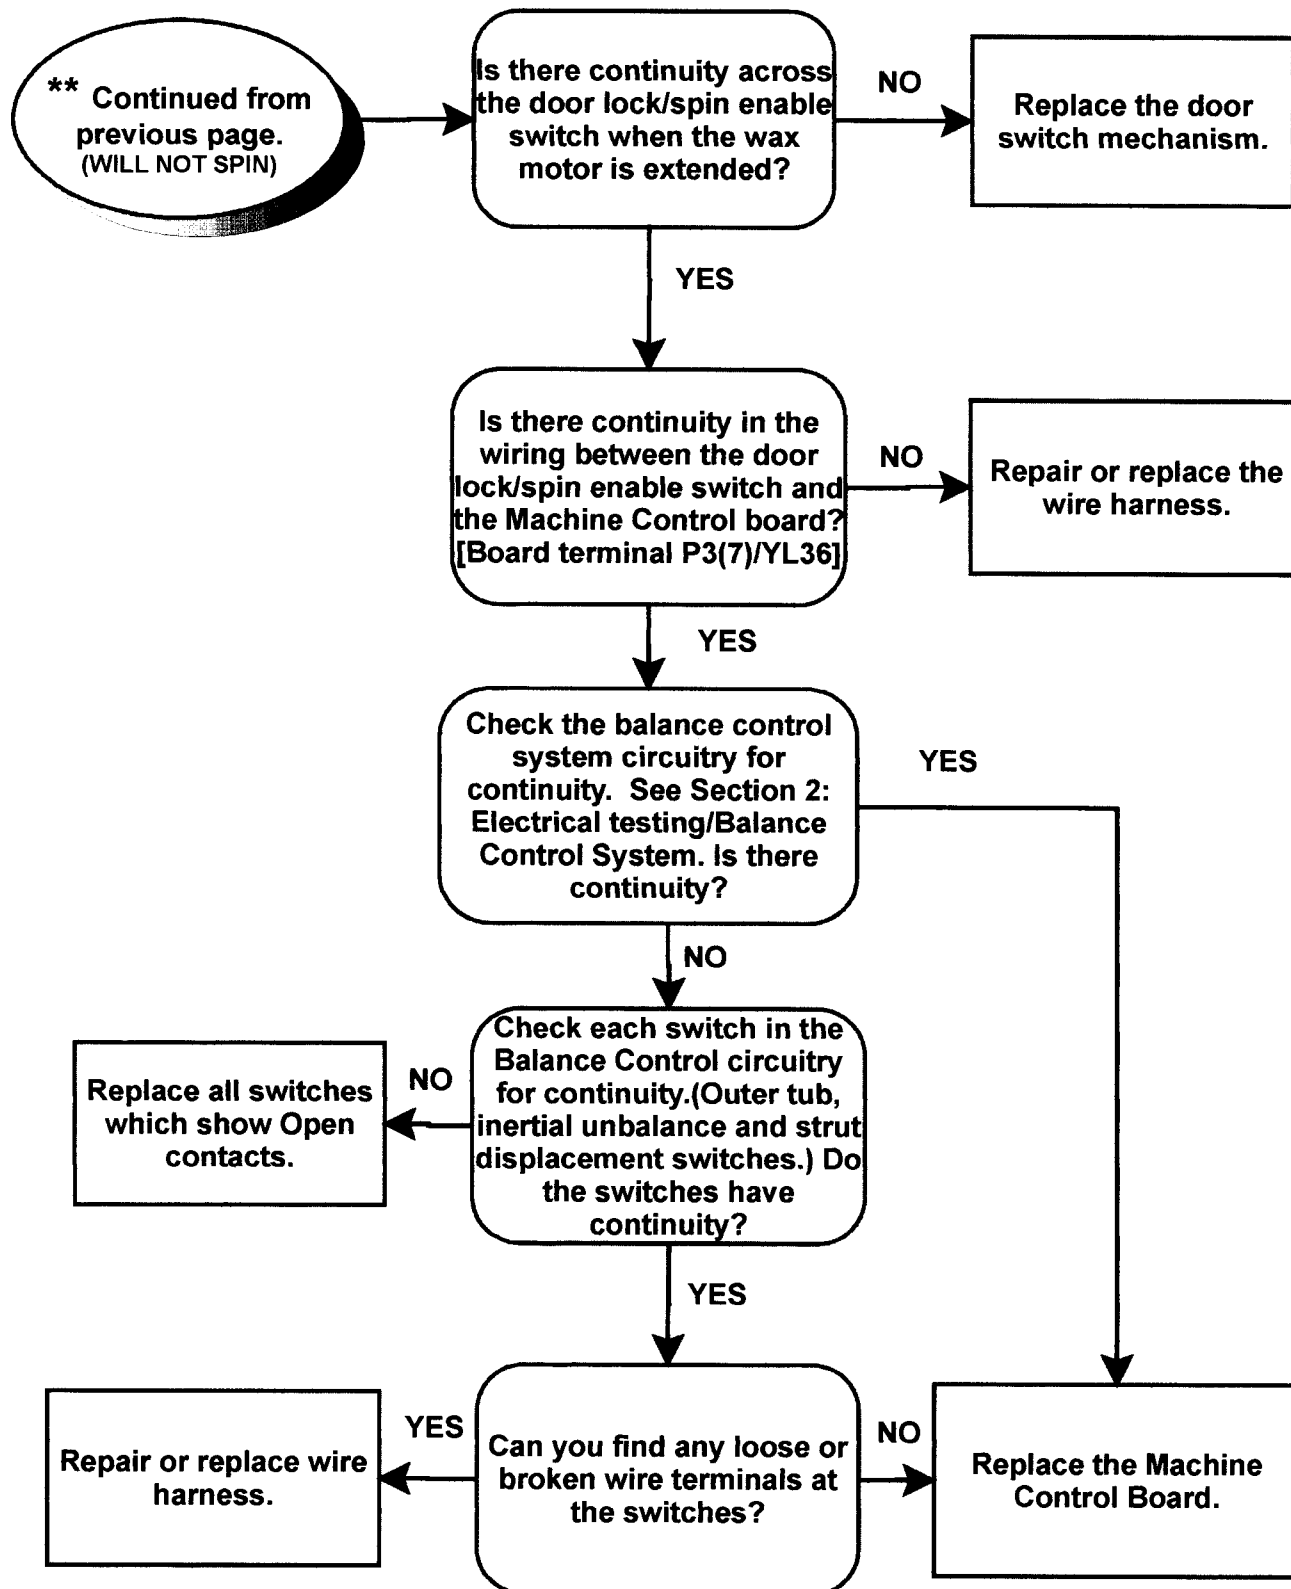 ** Continued from
previous page.
(WILL NOT SPIN)
Is there continuity across
the door lock/spin enable
switch when the wax
motor is extended?
NO
Replace the door
switch mechanism.
YES
Is there continuity in the
wiring between the door
lock/spin enable switch and
the Machine Control board?
[Board terminal P3(7)/YL36]
NO
Repair or replace the
wire harness.
YES
Check the balance control
system circuitry for
continuity.  See Section 2:
Electrical testing/Balance
Control System. Is there
continuity?
YES
NO
Check each switch in the
Balance Control circuitry
for continuity.(Outer tub,
inertial unbalance and strut
displacement switches.) Do
the switches have
continuity?
NO
Replace all switches
which show Open
contacts.
YES
Can you find any loose or
broken wire terminals at
the switches?
YES
Repair or replace wire
harness.
NO
Replace the Machine
Control Board.